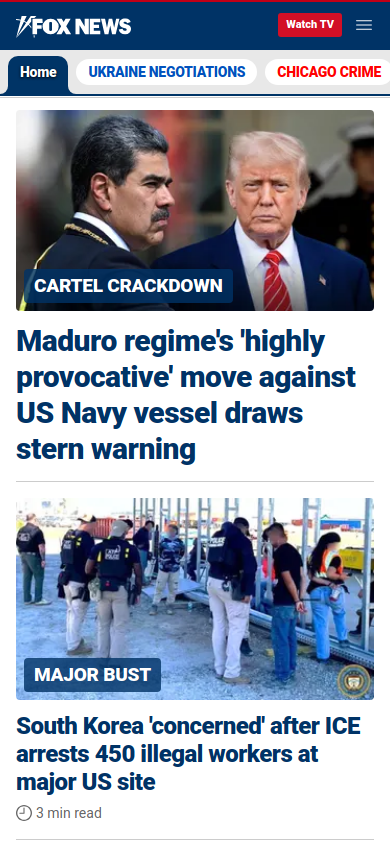 FOX NEWS
Watch TV
Home
UKRAINE NEGOTIATIONS
CHICAGO CRIME
CARTEL CRACKDOWN
Maduro regime's 'highly
provocative' move against
US Navy vessel draws
stern warning
POLICE
MAJOR BUST
South Korea 'concerned' after ICE
arrests 450 illegal workers at
major US site
3 min read